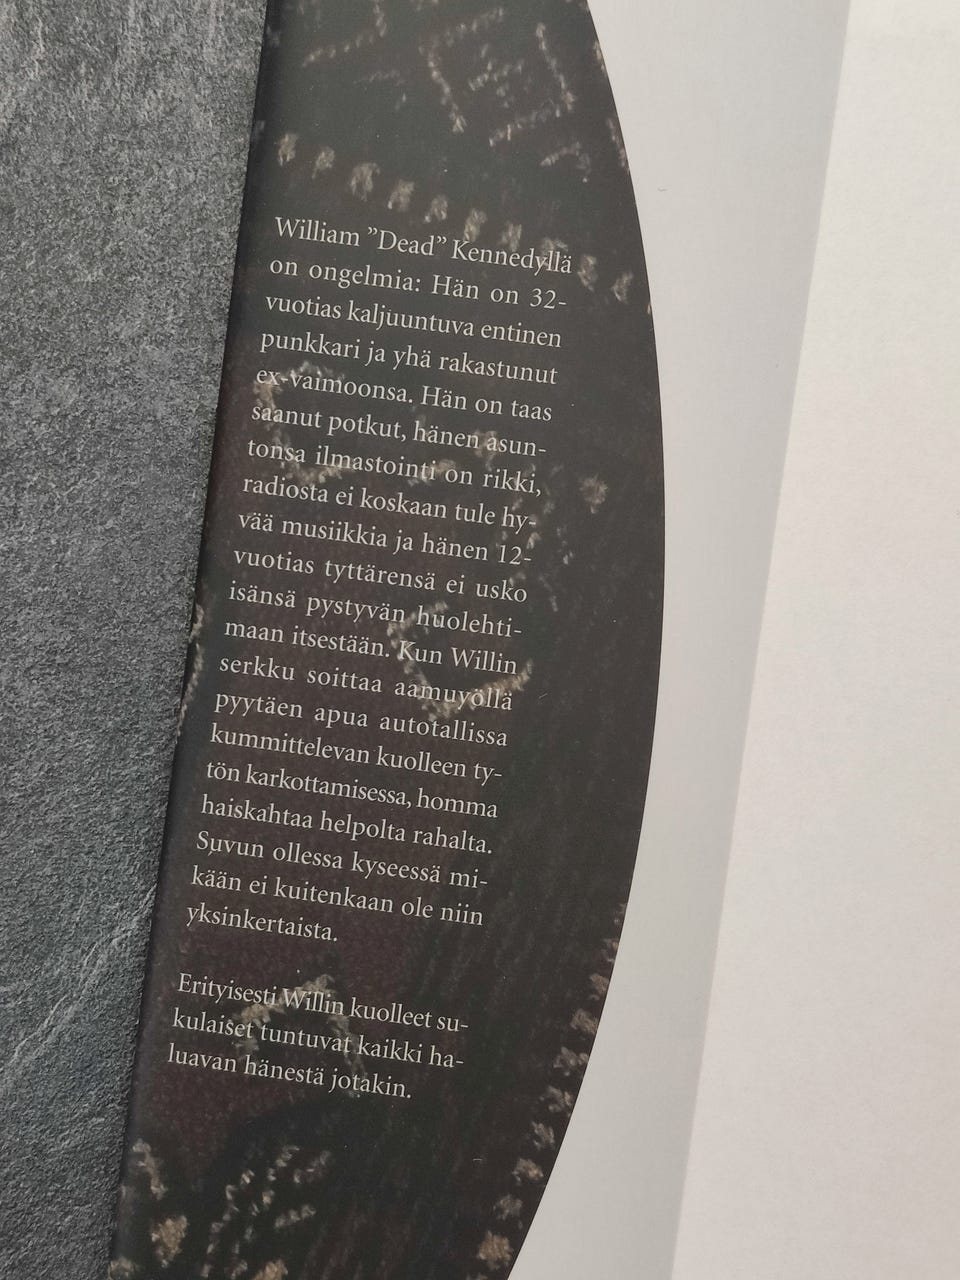 William ”Dead” Kennedyllä
on ongelmia: Hän on 32-
vuotias kaljuuntuva entinen
punkkari ja yhä rakastunut
ex-vaimoonsa. Hän on taas
saanut potkut, hänen asun-
tonsa ilmastointi on rikki,
radiosta ei koskaan tule hy-
vää musiikkia ja hänen 12-
vuotias tyttärensä ei usko
isänsä pystyvän huolehti-
maan itsestään. Kun Willin
serkku soittaa aamuyöllä
pyytäen apua autotallissa
kummittelevan kuolleen ty-
tön karkottamisessa, homma
haiskahtaa helpolta rahalta.
Suvun ollessa kyseessä mi-
kään ei kuitenkaan ole niin
yksinkertaista.
Erityisesti Willin kuolleet su-
kulaiset tuntuvat kaikki ha-
luavan hänestä jotakin.